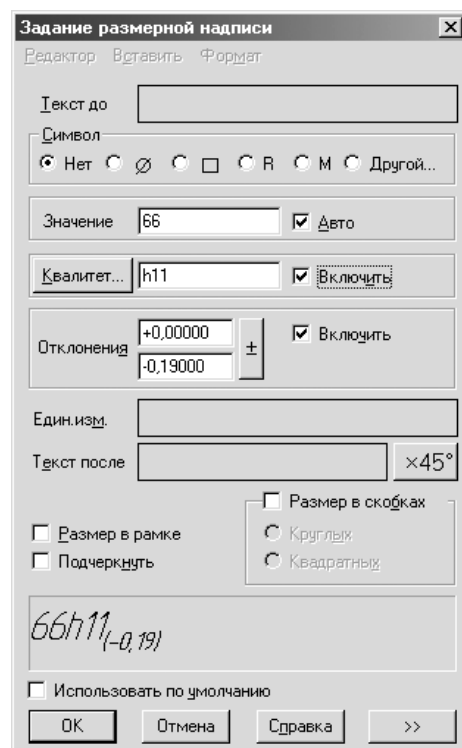 Задание размерной надписи
Редактор Вставить Формат
Текст до
Символ
Нет ∅ □ R М Другой...
Значение 66 Авто
Квалитет... h11 Включить
Отклонения +0,00000 ± Включить
-0,19000
Един.изм.
Текст после ×45°
Размер в скобках
Размер в рамке Круглых
Подчеркнуть Квадратных
66h11(-0,19)
Использовать по умолчанию
OK Отмена Справка >>